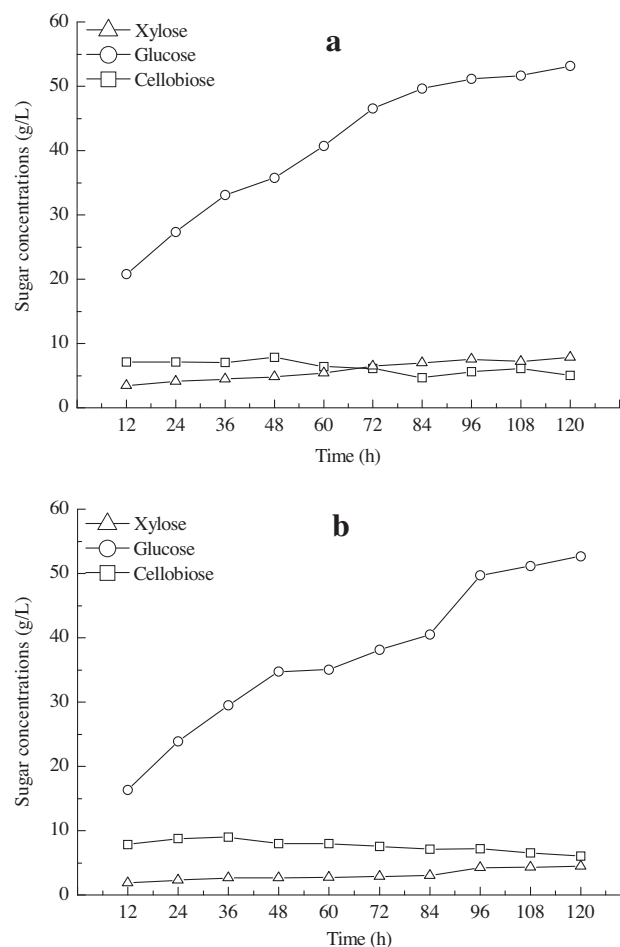 60
50
40
30
20
10
0
Sugar concentrations (g/L)
Xylose
Glucose
Cellobiose
a
12 24 36 48 60 72 84 96 108 120
Time (h)
60
50
40
30
20
10
0
Sugar concentrations (g/L)
Xylose
Glucose
Cellobiose
b
12 24 36 48 60 72 84 96 108 120
Time (h)